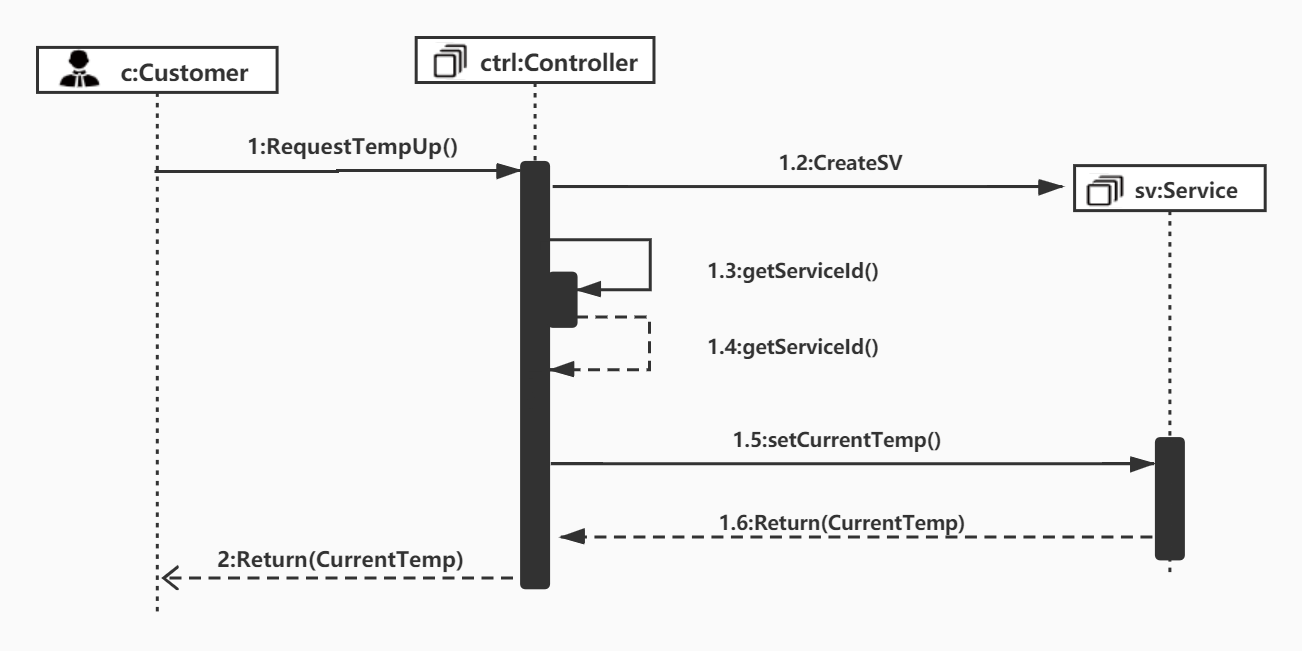 c:Customer
ctrl:Controller
1:RequestTempUp()
1.2:CreateSV
sv:Service
1.3:getServiceId()
1.4:getServiceId()
1.5:setCurrentTemp()
1.6:Return(CurrentTemp)
2:Return(CurrentTemp)